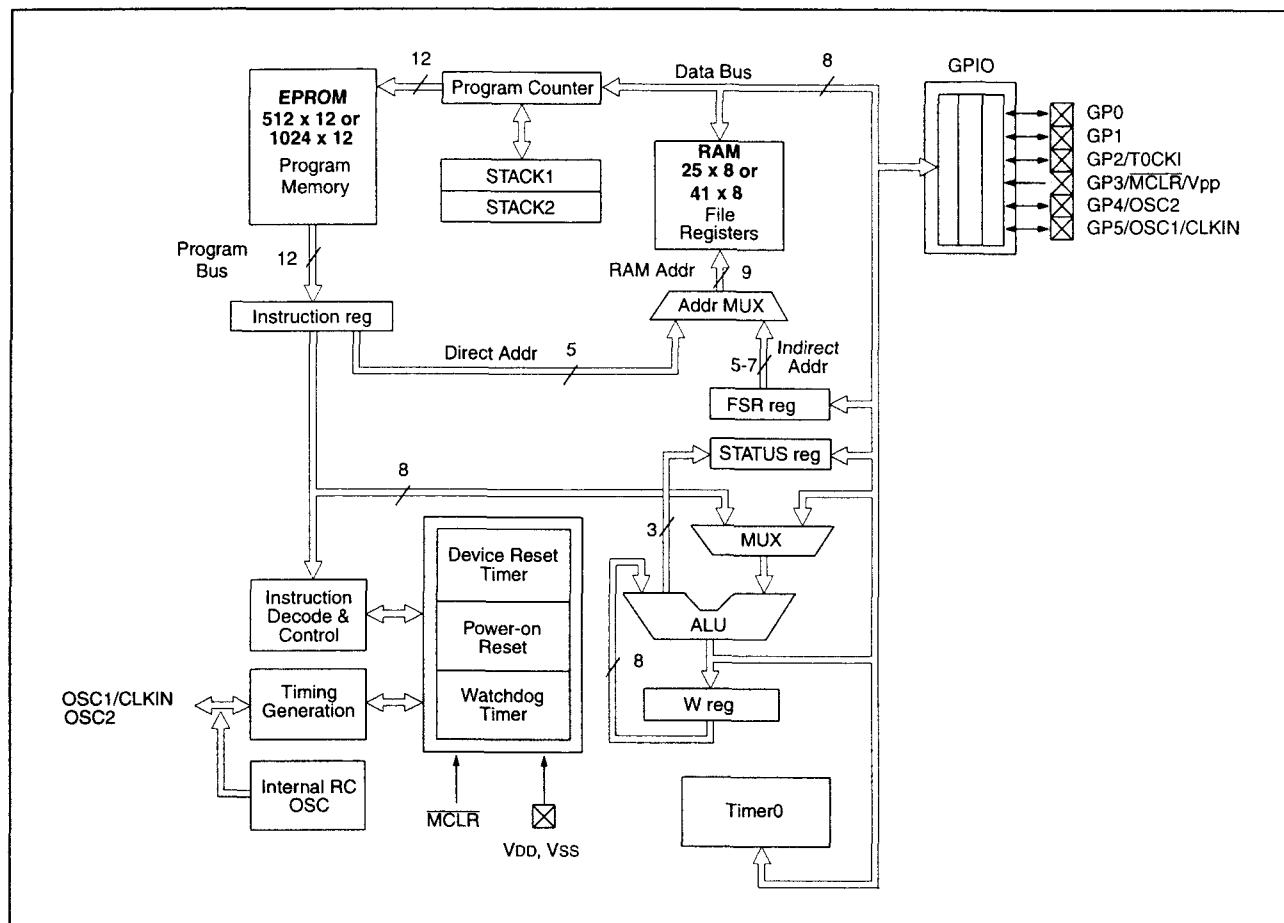 12
Data Bus
8
GPIO
EPROM
512 x 12 or
1024 x 12
Program
Memory
Program Counter
STACK1
STACK2
RAM
25 x 8 or
41 x 8
File
Registers
GP0
GP1
GP2/T0CKI
GP3/MCLR/Vpp
GP4/OSC2
GP5/OSC1/CLKIN
Program
Bus
12
RAM Addr
9
Instruction reg
Addr MUX
Direct Addr
5
5-7
Indirect
Addr
FSR reg
STATUS reg
8
3
MUX
Device Reset
Timer
Instruction
Decode &
Control
Power-on
Reset
ALU
8
OSC1/CLKIN
OSC2
Timing
Generation
Watchdog
Timer
W reg
Internal RC
OSC
MCLR
VDD, VSS
Timer0